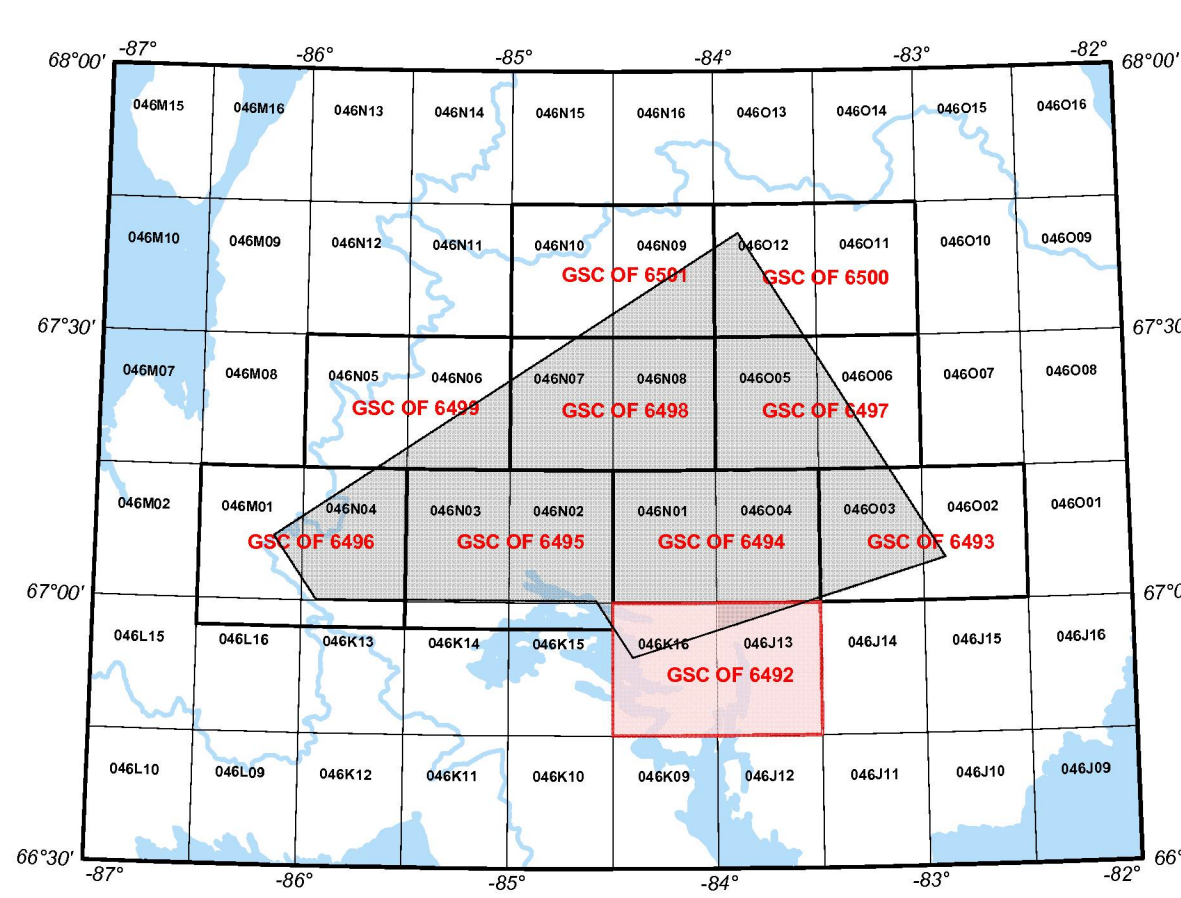 -87° -86° -85° -84° -83° -82°
68°00' 68°00'
046M15 046M16 046N13 046N14 046N15 046N16 046O13 046O14 046O15 046O16
046M10 046M09 046N12 046N11 046N10 046N09 046O12 046O11 046O10 046O09
GSC OF 6501 GSC OF 6500
67°30' 67°30'
046M07 046M08 046N05 046N06 046N07 046N08 046O05 046O06 046O07 046O08
GSC OF 6499 GSC OF 6498 GSC OF 6497
046M02 046M01 046N04 046N03 046N02 046N01 046O04 046O03 046O02 046O01
GSC OF 6496 GSC OF 6495 GSC OF 6494 GSC OF 6493
67°00' 67°0
046L15 046L16 046K13 046K14 046K15 046K16 046J13 046J14 046J15 046J16
GSC OF 6492
046L10 046L09 046K12 046K11 046K10 046K09 046J12 046J11 046J10 046J09
66°30' 66°
-87° -86° -85° -84° -83° -82°